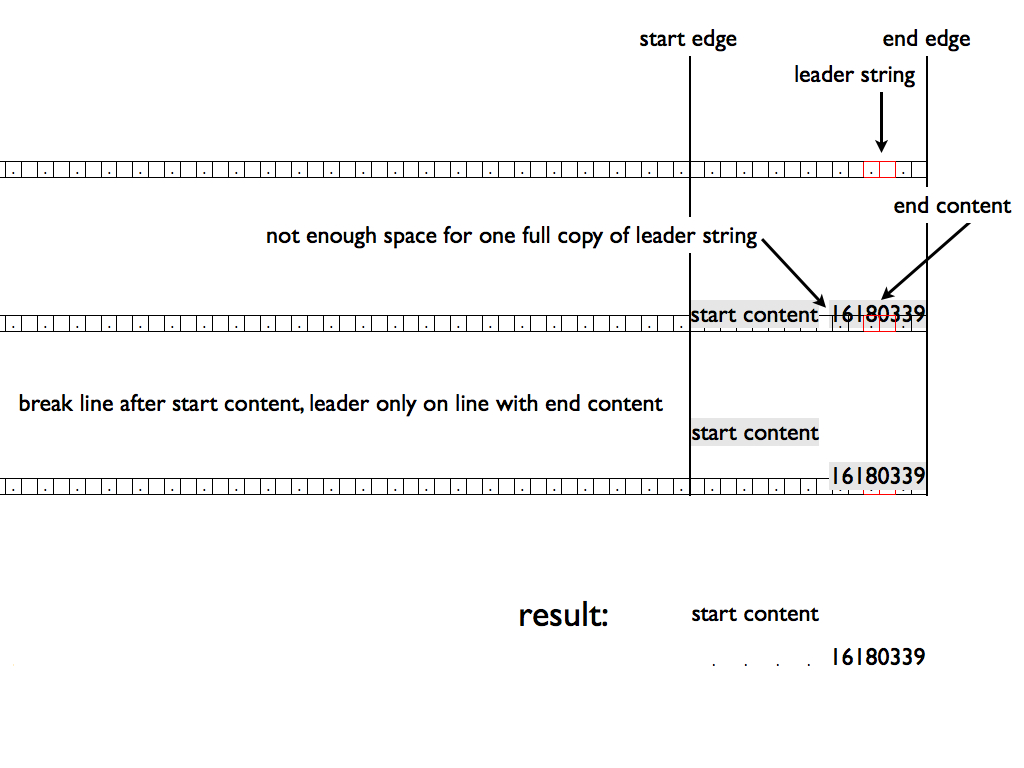 start edge
end edge
leader string
end content
not enough space for one full copy of leader string
start content 16180339
break line after start content, leader only on line with end content
start content
16180339
result:
start content
. . . . 16180339